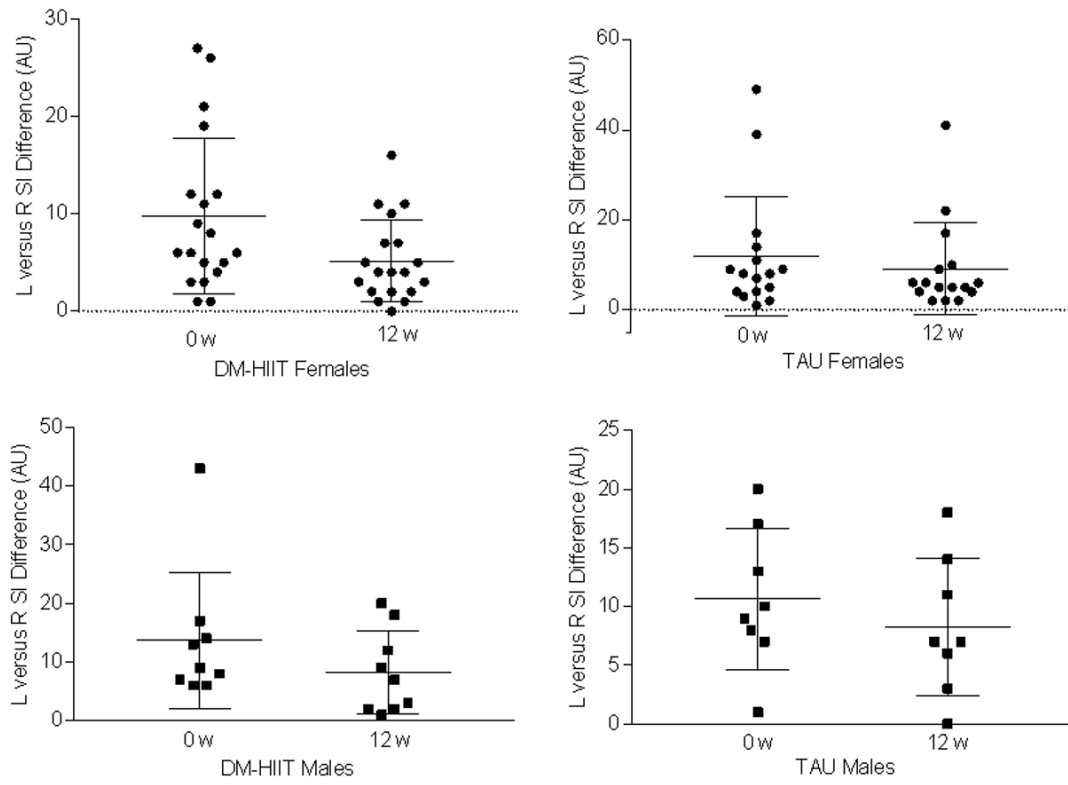 L versus R SI Difference (AU)
30
20
10
0
0 w
12 w
DM-HIIT Females
L versus R SI Difference (AU)
60
40
20
0
0 w
12 w
TAU Females
L versus R SI Difference (AU)
50
40
30
20
10
0
0 w
12 w
DM-HIIT Males
L versus R SI Difference (AU)
25
20
15
10
5
0
0 w
12 w
TAU Males